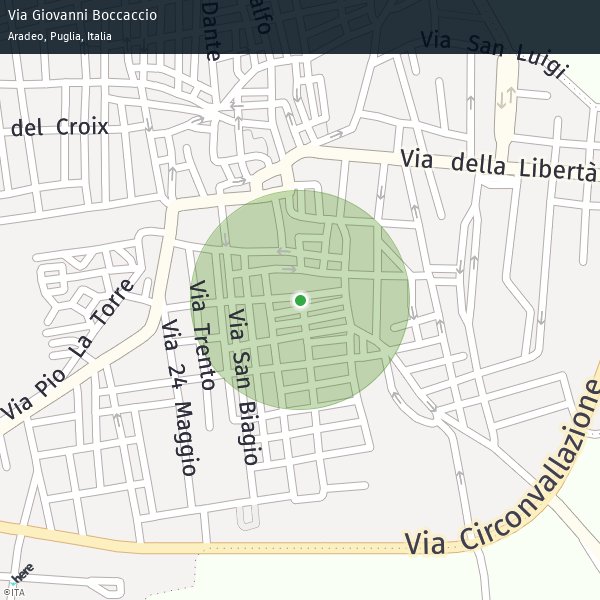 Via Giovanni Boccaccio
Aradeo, Puglia, Italia
Dante
alfo
Via San Luigi
del Croix
Via della Libertà
Via Pio La Torre
Via Trento
Via 24 Maggio
Via San Biagio
Via Circonvallazione
here
©ITA